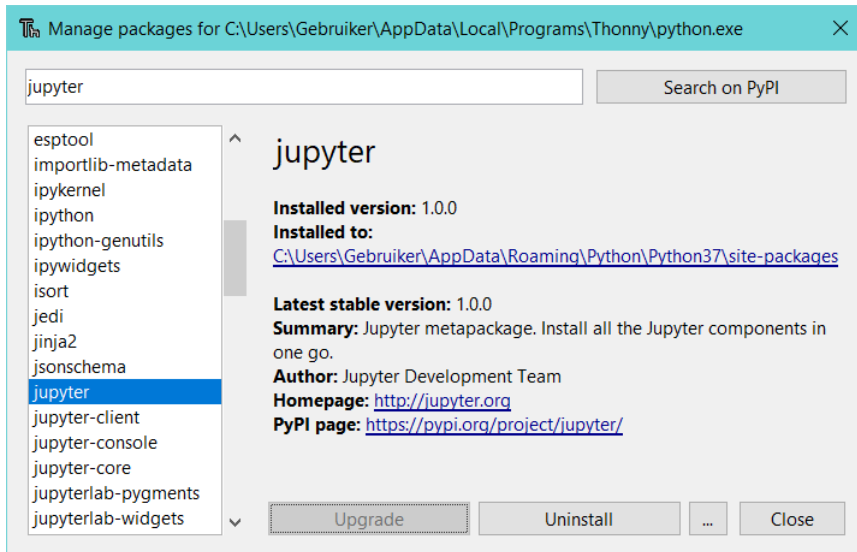 Manage packages for C:\Users\Gebruiker\AppData\Local\Programs\Thonny\python.exe
jupyter
Search on PyPI
esptool
importlib-metadata
ipykernel
ipython
ipython-genutils
ipywidgets
isort
jedi
jinja2
jsonschema
jupyter
jupyter-client
jupyter-console
jupyter-core
jupyterlab-pygments
jupyterlab-widgets
jupyter
Installed version: 1.0.0
Installed to:
C:\Users\Gebruiker\AppData\Roaming\Python\Python37\site-packages
Latest stable version: 1.0.0
Summary: Jupyter metapackage. Install all the Jupyter components in
one go.
Author: Jupyter Development Team
Homepage: http://jupyter.org
PyPI page: https://pypi.org/project/jupyter/
Upgrade
Uninstall
...
Close